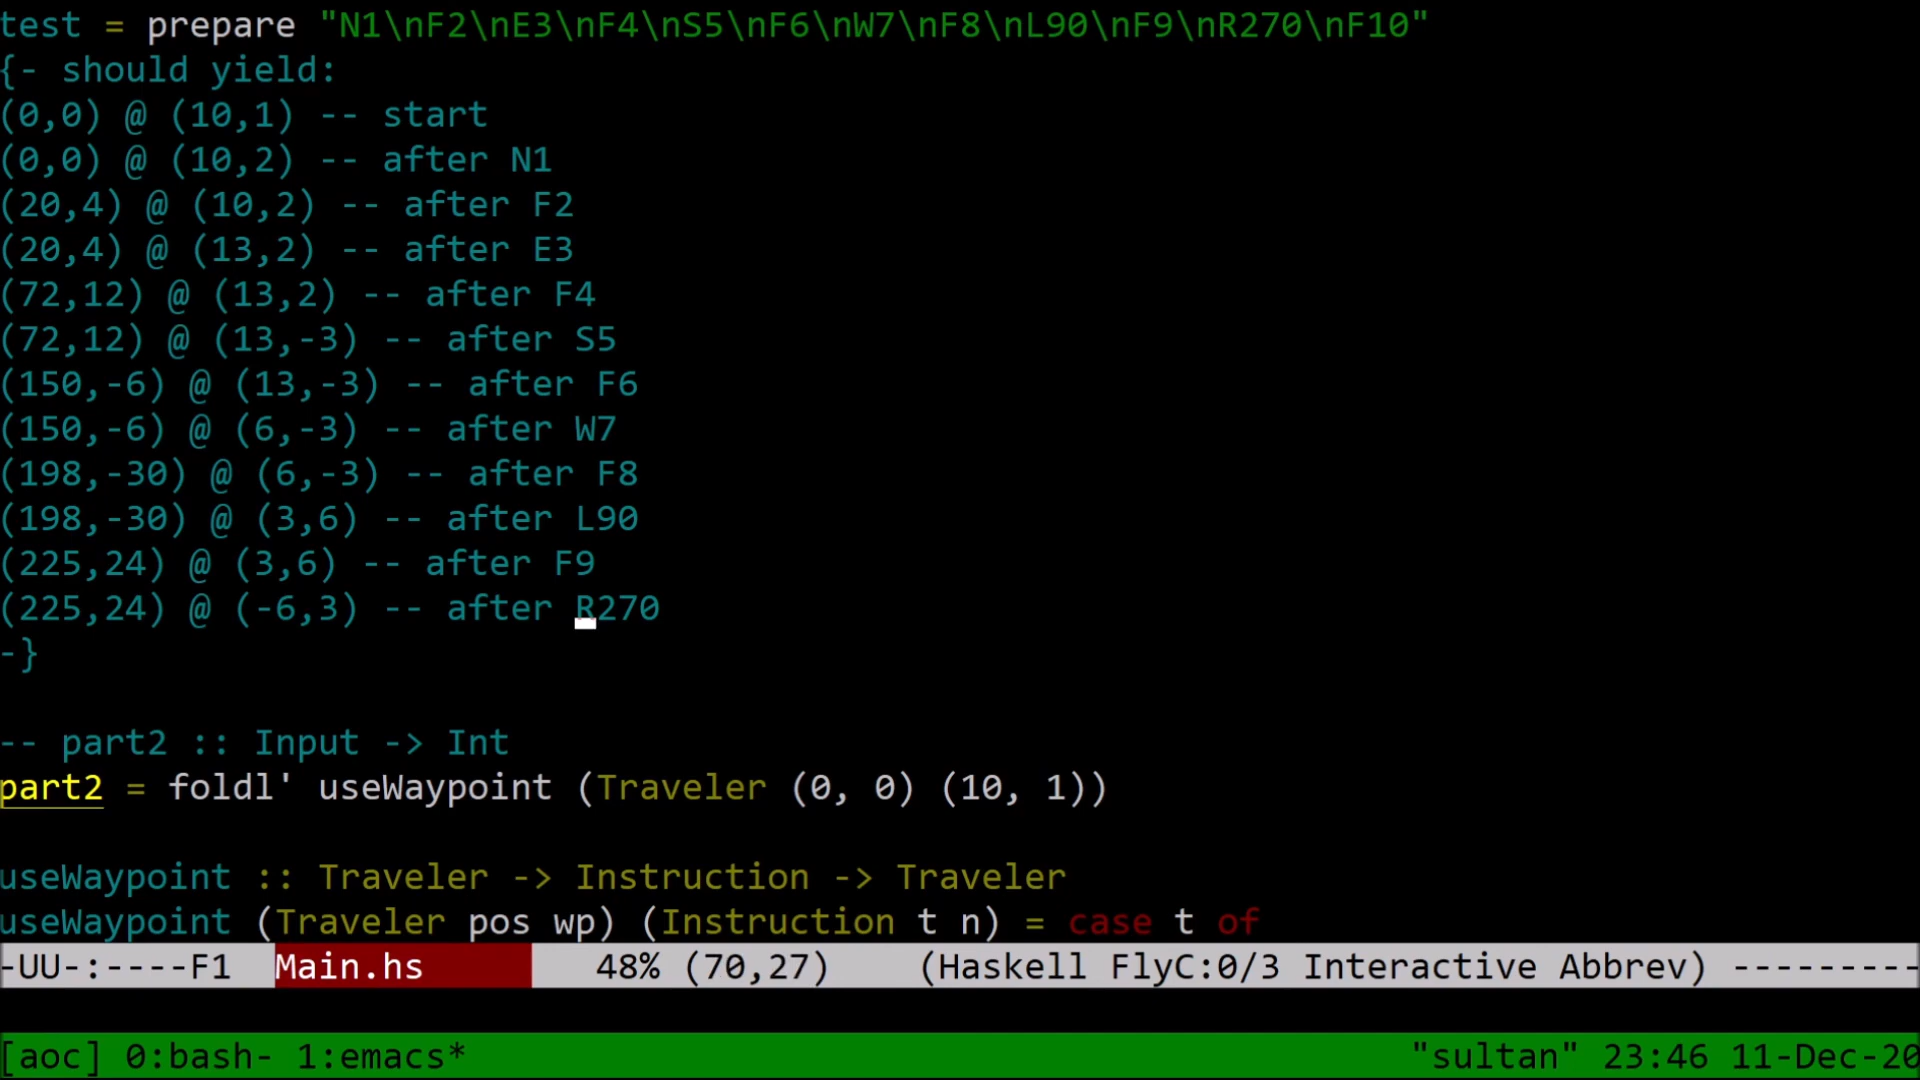 test = prepare "N1\nF2\nE3\nF4\nS5\nF6\nW7\nF8\nL90\nF9\nR270\nF10"
{- should yield:
(0,0) @ (10,1) -- start
(0,0) @ (10,2) -- after N1
(20,4) @ (10,2) -- after F2
(20,4) @ (13,2) -- after E3
(72,12) @ (13,2) -- after F4
(72,12) @ (13,-3) -- after S5
(150,-6) @ (13,-3) -- after F6
(150,-6) @ (6,-3) -- after W7
(198,-30) @ (6,-3) -- after F8
(198,-30) @ (3,6) -- after L90
(225,24) @ (3,6) -- after F9
(225,24) @ (-6,3) -- after R270
-}
-- part2 :: Input -> Int
part2 = foldl' useWaypoint (Traveler (0, 0) (10, 1))
useWaypoint :: Traveler -> Instruction -> Traveler
useWaypoint (Traveler pos wp) (Instruction t n) = case t of
-UU-:----F1  Main.hs      48% (70,27)    (Haskell FlyC:0/3 Interactive Abbrev) ---------
[aoc] 0:bash- 1:emacs* "sultan" 23:46 11-Dec-20